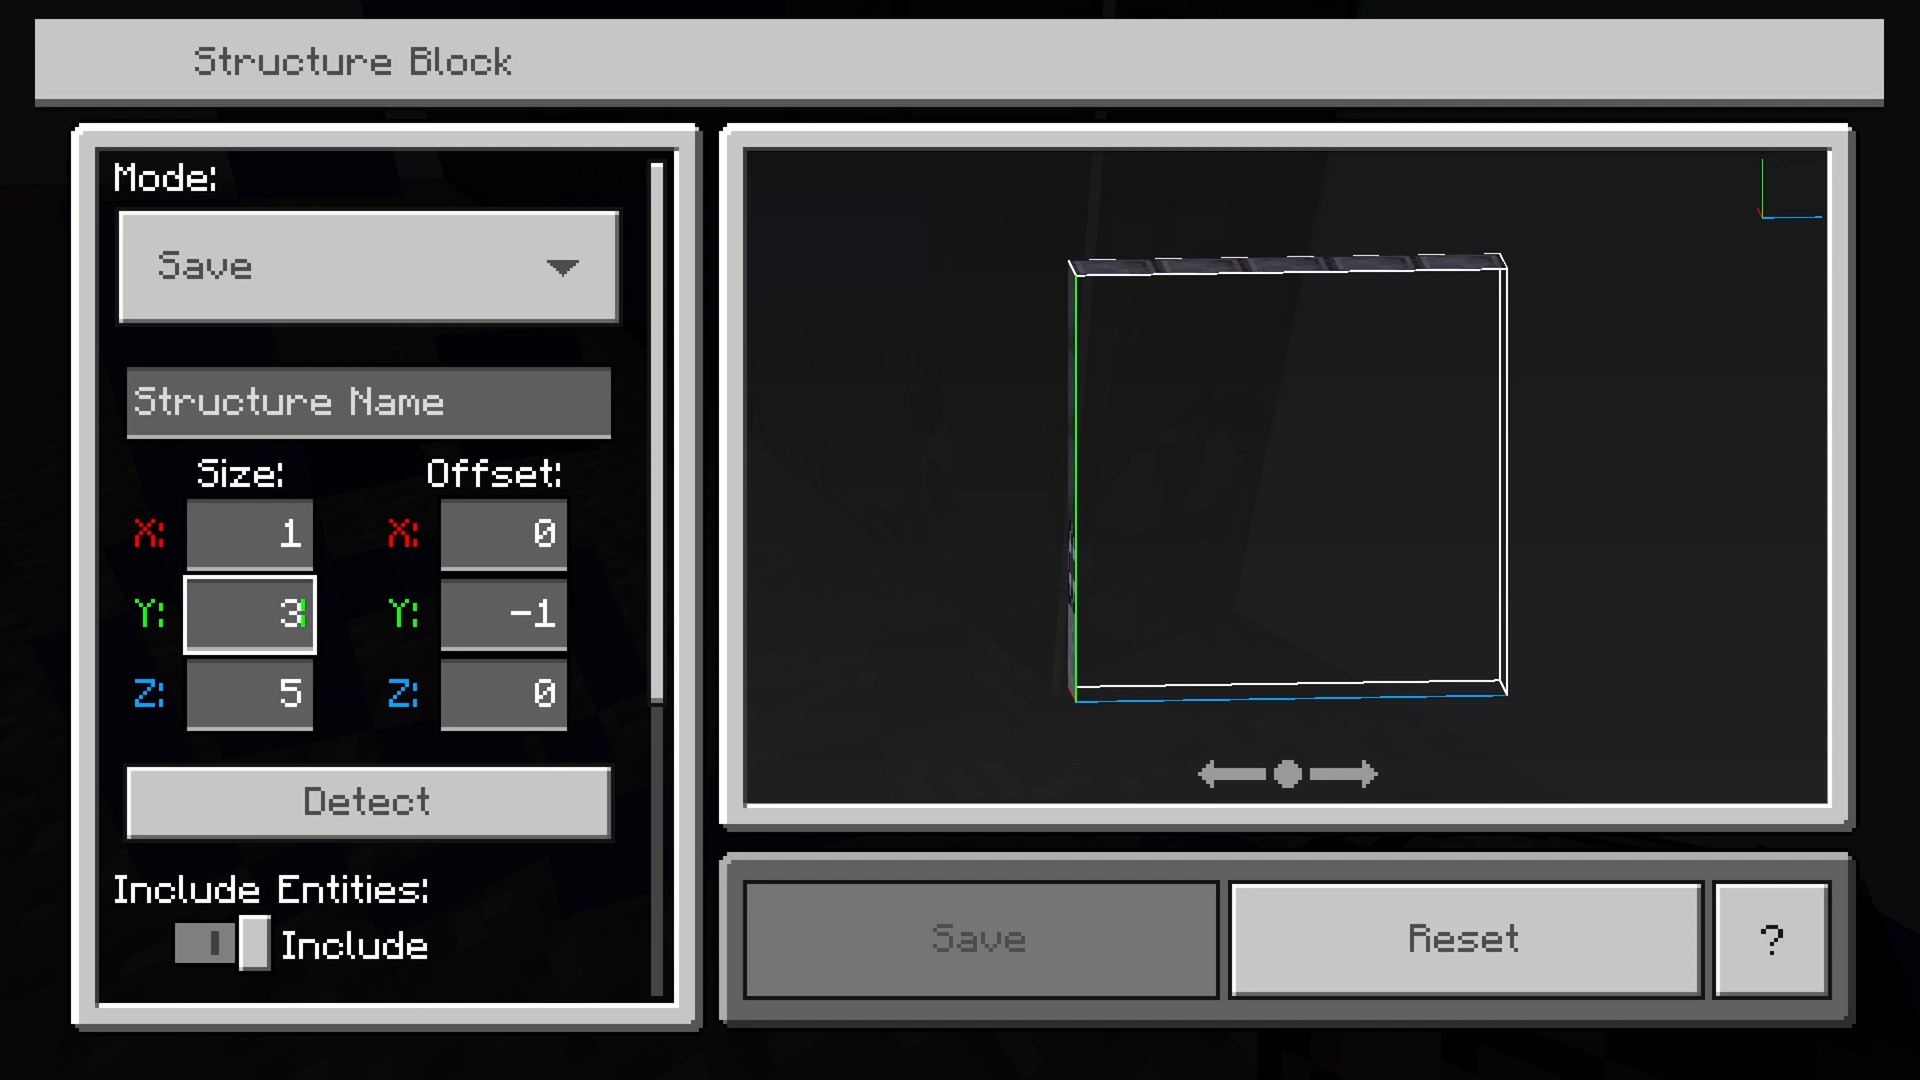 Structure Block
Mode:
Save
Structure Name
Size: Offset:
X: 1 X: 0
Y: 3 Y: -1
Z: 5 Z: 0
Detect
Include Entities:
Include
Save Reset ?